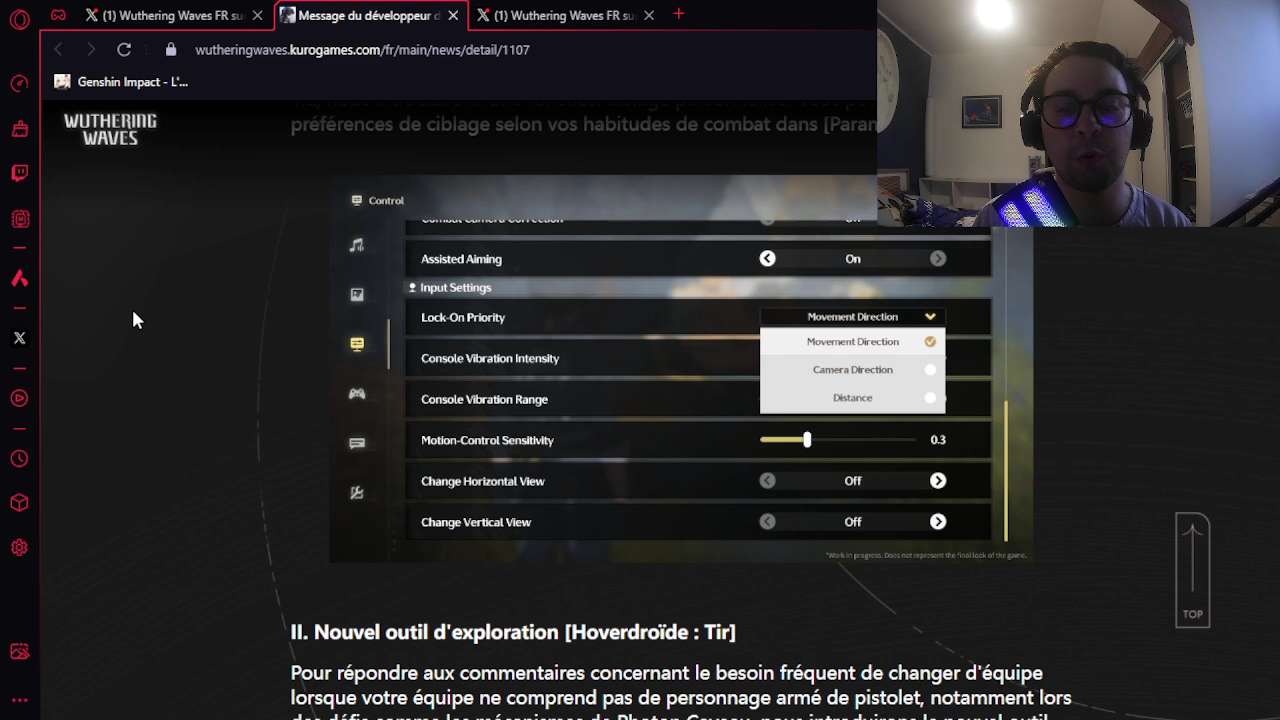 (1) Wuthering Waves FR su
Message du développeur d
(1) Wuthering Waves FR su
wutheringwaves.kurogames.com/fr/main/news/detail/1107
Genshin Impact - L'...
WUTHERING
WAVES
préférences de ciblage selon vos habitudes de combat dans [Param
Control
Combat Camera Correction
Assisted Aiming
On
Input Settings
Lock-On Priority
Movement Direction
Movement Direction
Camera Direction
Distance
Console Vibration Intensity
Console Vibration Range
Motion-Control Sensitivity
0.3
Change Horizontal View
Off
Change Vertical View
Off
*Work in progress. Does not represent the final look of the game.
TOP
II. Nouvel outil d'exploration [Hoverdroïde : Tir]
Pour répondre aux commentaires concernant le besoin fréquent de changer d'équipe
lorsque votre équipe ne comprend pas de personnage armé de pistolet, notamment lors